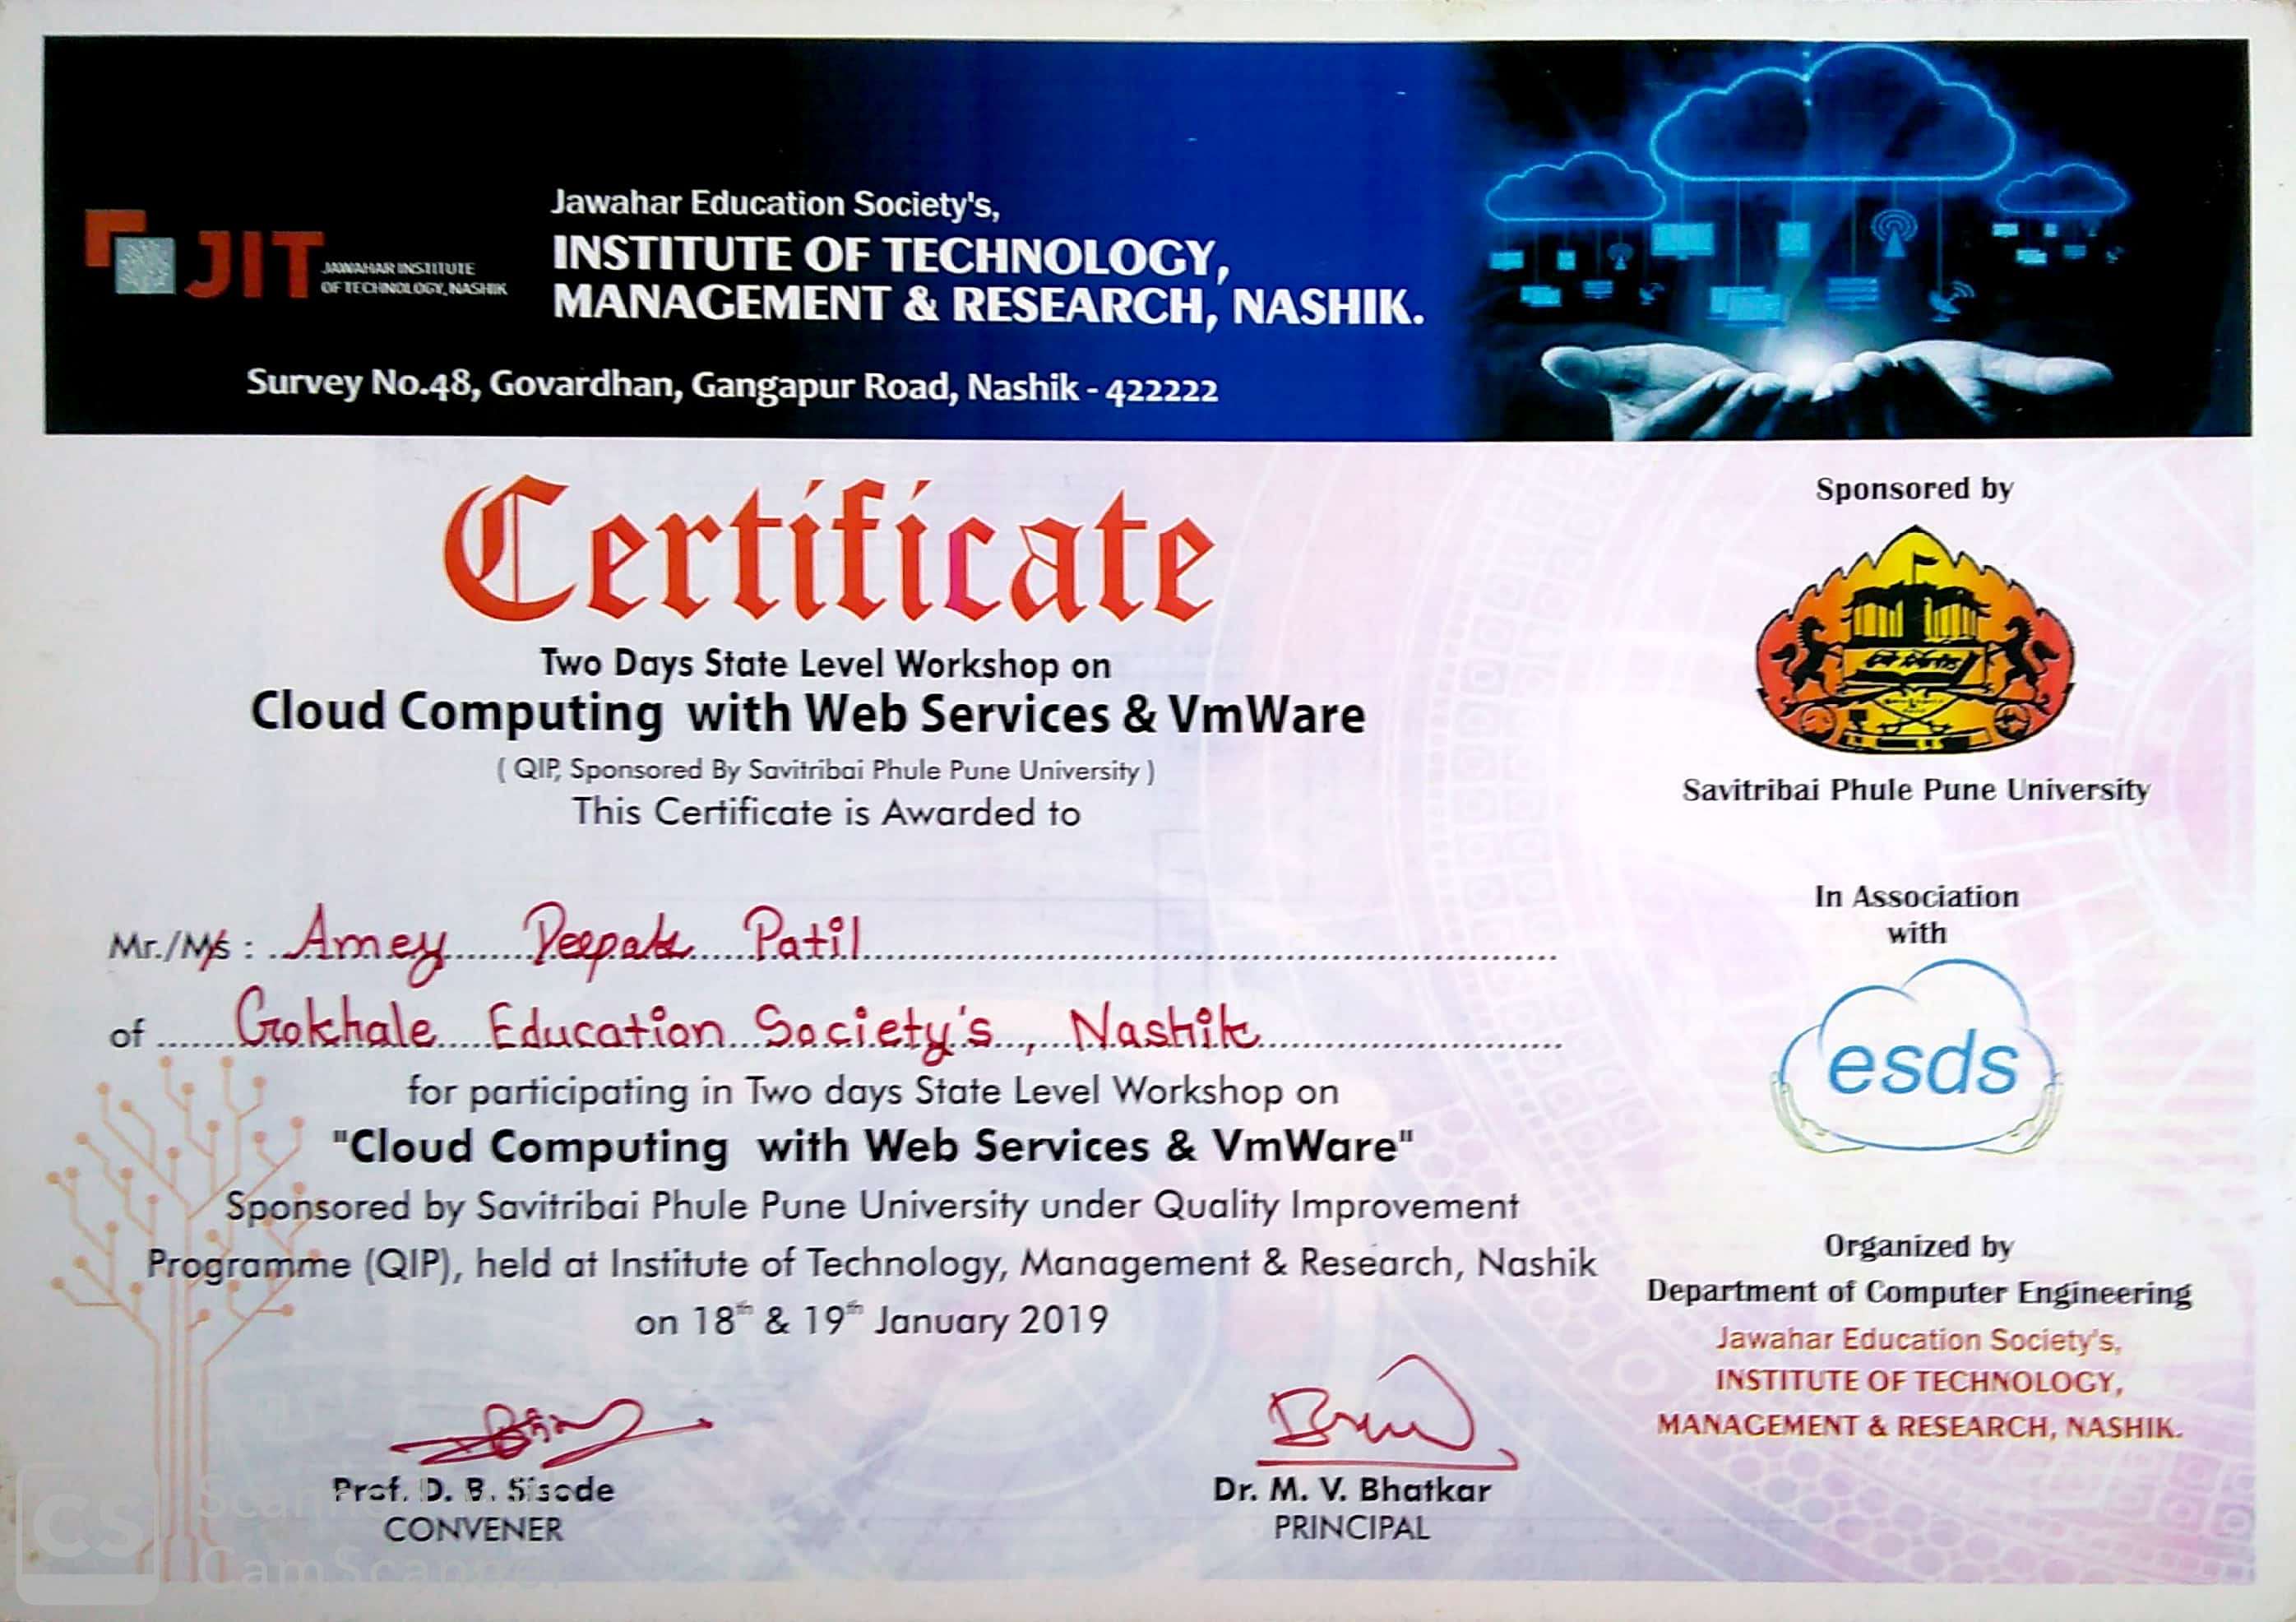 JIT
JAWAHAR INSTITUTE
OF TECHNOLOGY, NASHIK
Jawahar Education Society's,
INSTITUTE OF TECHNOLOGY,
MANAGEMENT & RESEARCH, NASHIK.
Survey No.48, Govardhan, Gangapur Road, Nashik - 422222
Certificate
Two Days State Level Workshop on
Cloud Computing with Web Services & VmWare
( QIP, Sponsored By Savitribai Phule Pune University )
This Certificate is Awarded to
Mr./Ms : Amey Deepak Patil
of Gokhale Education Society's, Nashik
for participating in Two days State Level Workshop on
"Cloud Computing with Web Services & VmWare"
Sponsored by Savitribai Phule Pune University under Quality Improvement
Programme (QIP), held at Institute of Technology, Management & Research, Nashik
on 18th & 19th January 2019
Prof. D. B. Sisode
CONVENER
Dr. M. V. Bhatkar
PRINCIPAL
Sponsored by
Savitribai Phule Pune University
In Association
with
esds
Organized by
Department of Computer Engineering
Jawahar Education Society's,
INSTITUTE OF TECHNOLOGY,
MANAGEMENT & RESEARCH, NASHIK.
CS
CamScanner